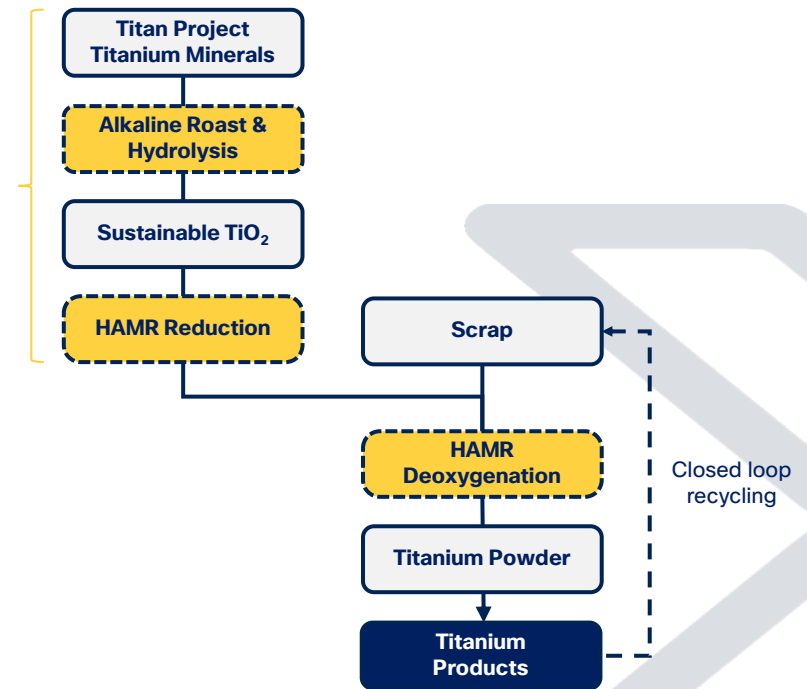 Titan Project
Titanium Minerals
Alkaline Roast &
Hydrolysis
Sustainable TiO₂
HAMR Reduction
Scrap
HAMR
Deoxygenation
Closed loop
recycling
Titanium Powder
Titanium
Products